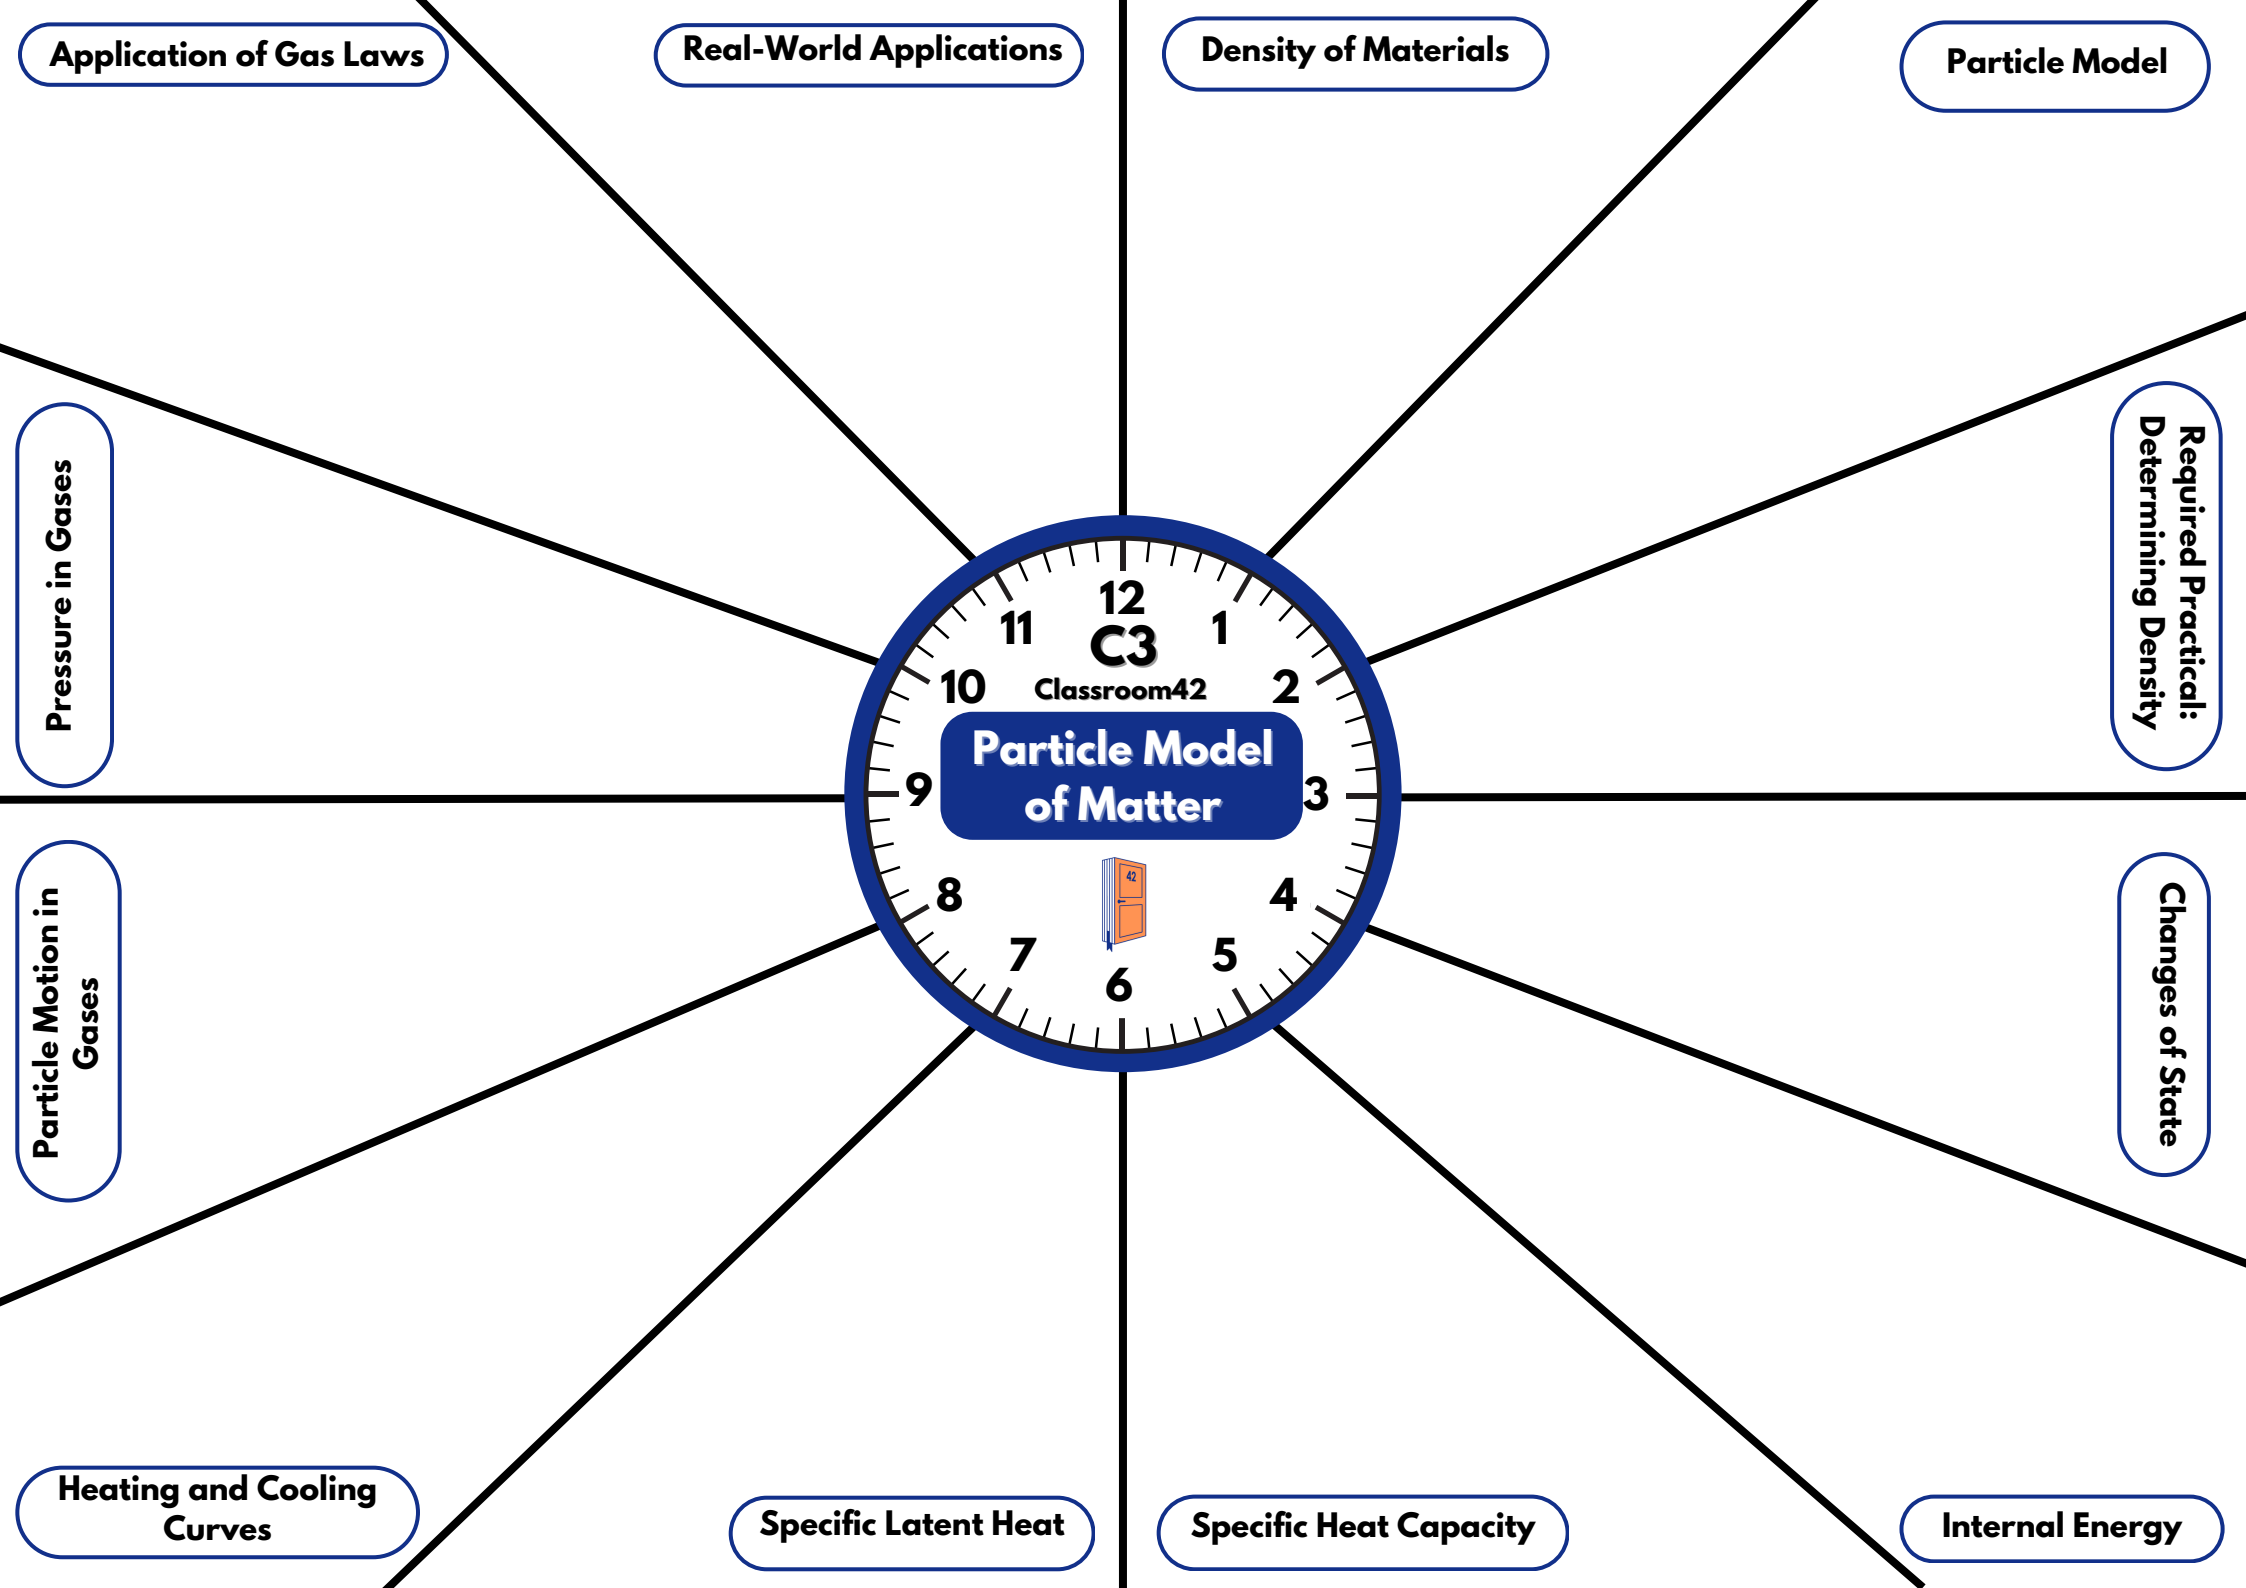 Application of Gas Laws
Real-World Applications
Density of Materials
Particle Model
Required Practical:
Determining Density
Changes of State
Internal Energy
Specific Heat Capacity
Specific Latent Heat
Heating and Cooling
Curves
Particle Motion in
Gases
Pressure in Gases
12
11
1
C3
10
Classroom42
2
Particle Model
of Matter
9
3
42
8
4
7
5
6